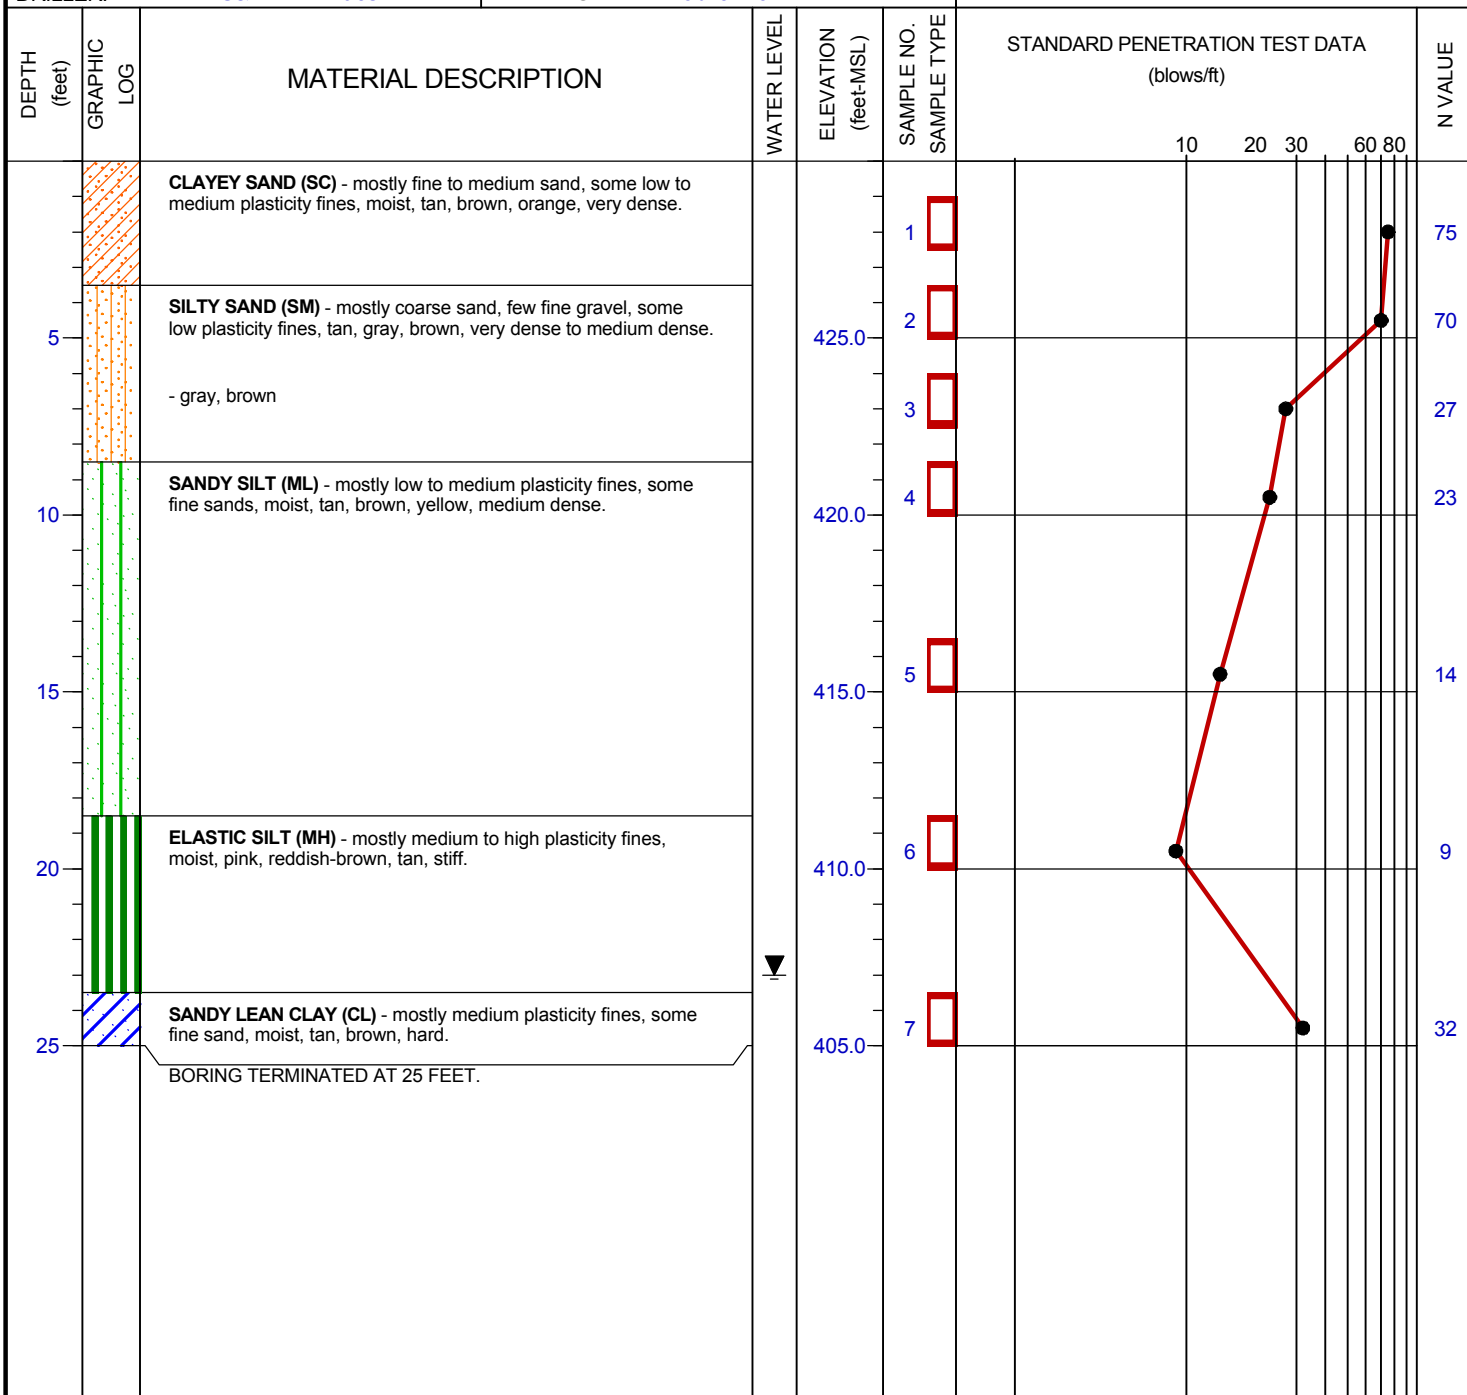 DEPTH
(feet)
GRAPHIC
LOG
MATERIAL DESCRIPTION
WATER LEVEL
ELEVATION
(feet-MSL)
SAMPLE NO.
SAMPLE TYPE
STANDARD PENETRATION TEST DATA
(blows/ft)
N VALUE
10 20 30 60 80
CLAYEY SAND (SC) - mostly fine to medium sand, some low to
medium plasticity fines, moist, tan, brown, orange, very dense.
1 75
SILTY SAND (SM) - mostly coarse sand, few fine gravel, some
low plasticity fines, tan, gray, brown, very dense to medium dense.
2 70
5 425.0
- gray, brown
3 27
SANDY SILT (ML) - mostly low to medium plasticity fines, some
fine sands, moist, tan, brown, yellow, medium dense.
4 23
10 420.0
5 14
15 415.0
ELASTIC SILT (MH) - mostly medium to high plasticity fines,
moist, pink, reddish-brown, tan, stiff.
6 9
20 410.0
SANDY LEAN CLAY (CL) - mostly medium plasticity fines, some
fine sand, moist, tan, brown, hard.
7 32
25 405.0
BORING TERMINATED AT 25 FEET.